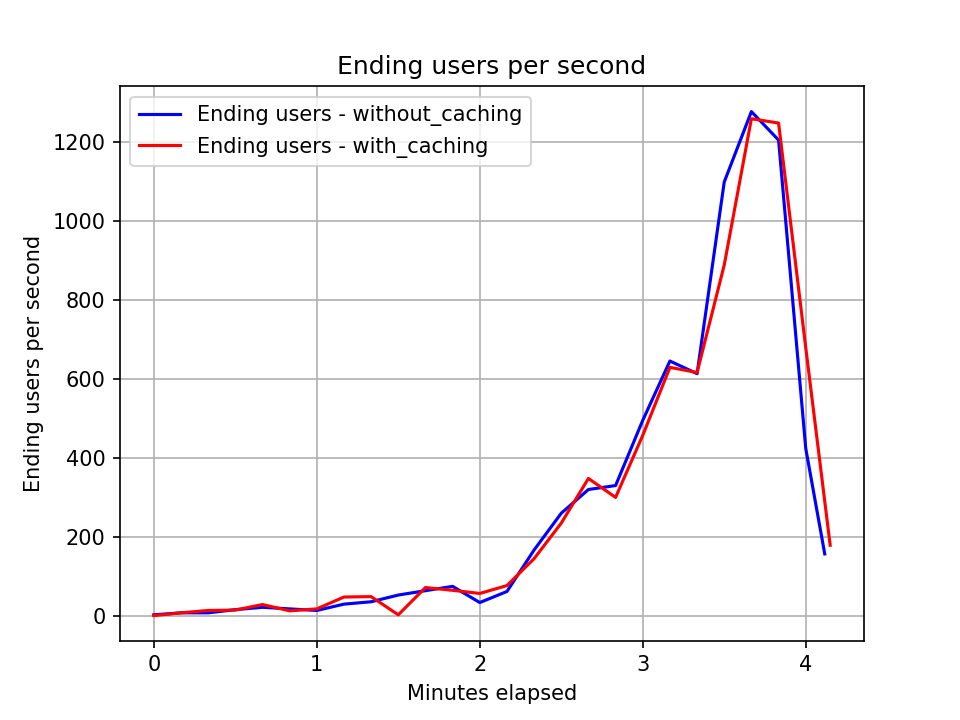 Ending users per second
Ending users - without_caching
Ending users - with_caching
1200
1000
800
600
400
200
0
Ending users per second
0 1 2 3 4
Minutes elapsed